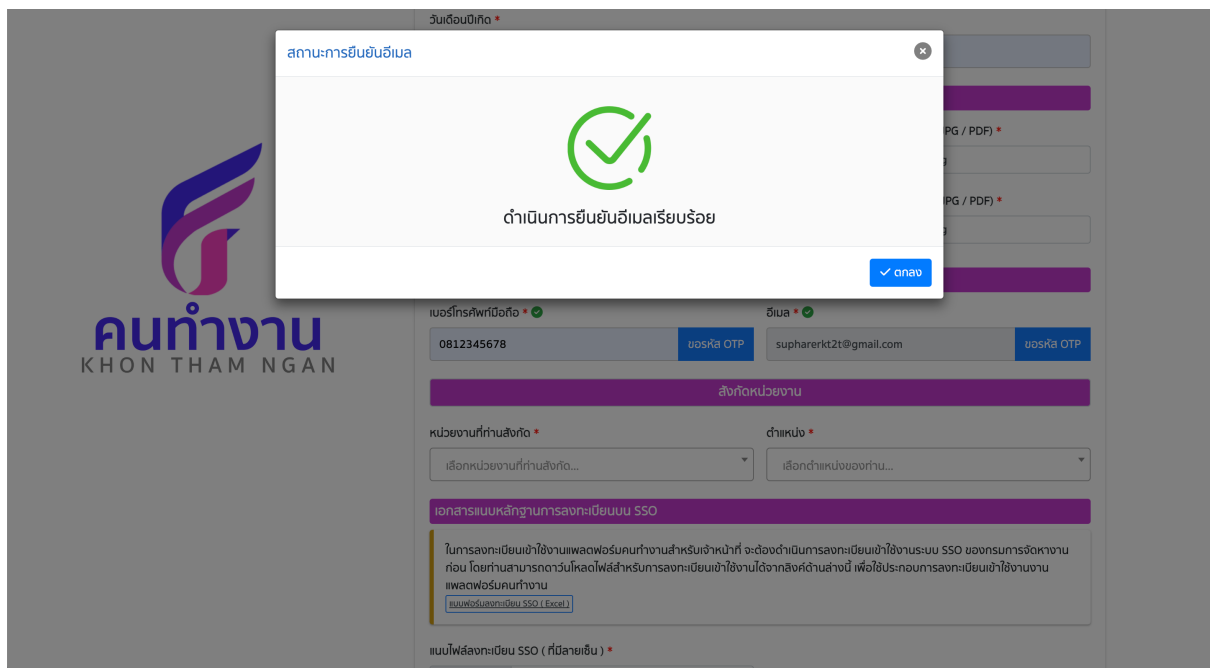 วันเดือนปีเกิด *
สถานะการยืนยันอีเมล
PG / PDF) *
PG / PDF) *
ดำเนินการยืนยันอีเมลเรียบร้อย
✓ ตกลง
คนทำงาน
KHON THAM NGAN
เบอร์โทรศัพท์มือถือ *
อีเมล *
0812345678
ขอรหัส OTP
supharerkt2t@gmail.com
ขอรหัส OTP
สังกัดหน่วยงาน
หน่วยงานที่ท่านสังกัด *
ตำแหน่ง *
เลือกหน่วยงานที่ท่านสังกัด...
เลือกตำแหน่งของท่าน...
เอกสารแนบหลักฐานการลงทะเบียนบน SSO
ในการลงทะเบียนเข้าใช้งานแพลตฟอร์มคนทำงานสำหรับเจ้าหน้าที่ จะต้องดำเนินการลงทะเบียนเข้าใช้งานระบบ SSO ของกรมการจัดหางาน
ก่อน โดยท่านสามารถดาวน์โหลดไฟล์สำหรับการลงทะเบียนเข้าใช้งานได้จากลิงค์ด้านล่างนี้ เพื่อใช้ประกอบการลงทะเบียนเข้าใช้งานงาน
แพลตฟอร์มคนทำงาน
แบบฟอร์มลงทะเบียน SSO ( Excel )
แนบไฟล์ลงทะเบียน SSO ( ที่มีลายเซ็น ) *